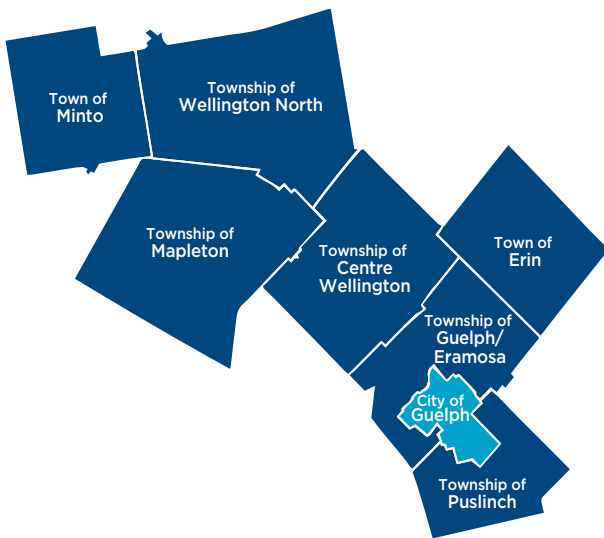 Town of
Minto
Township of
Wellington North
Township of
Mapleton
Township of
Centre
Wellington
Town of
Erin
Township of
Guelph/
Eramosa
City of
Guelph
Township of
Puslinch